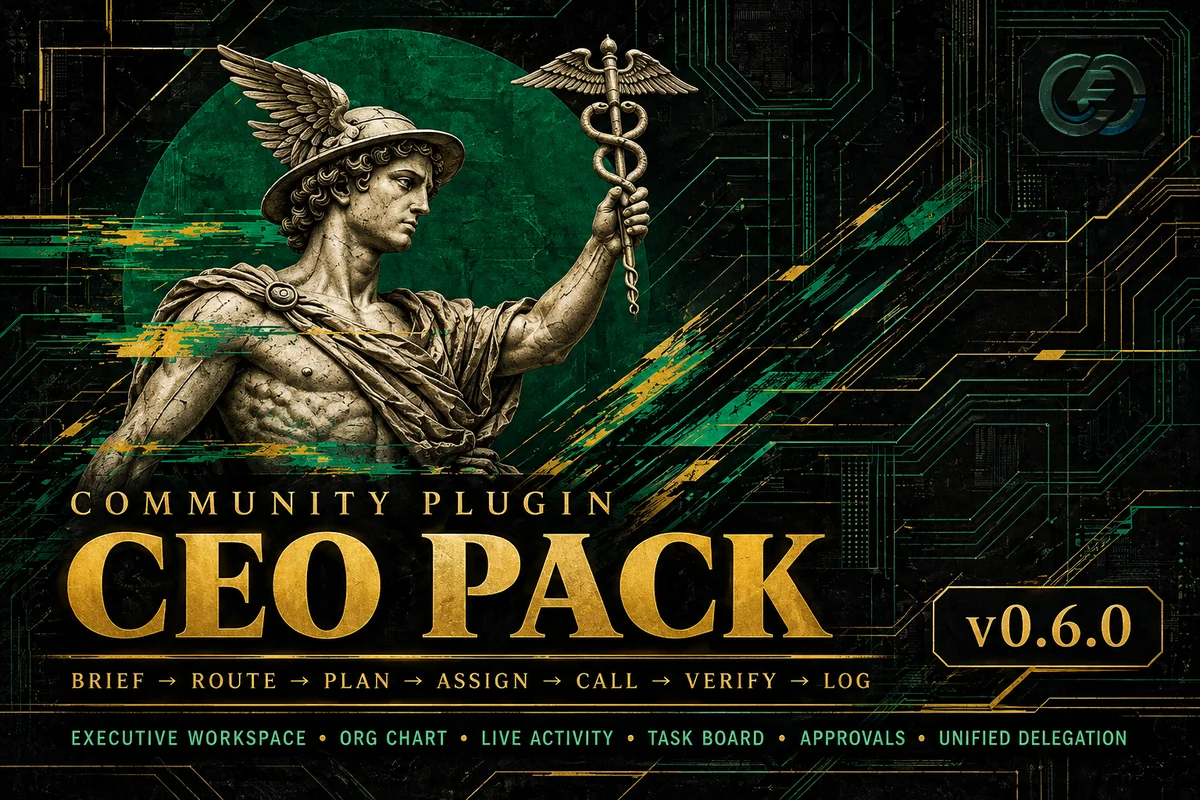 COMMUNITY PLUGIN
CEO PACK
v0.6.0
BRIEF → ROUTE → PLAN → ASSIGN → CALL → VERIFY → LOG
EXECUTIVE WORKSPACE • ORG CHART • LIVE ACTIVITY • TASK BOARD • APPROVALS • UNIFIED DELEGATION